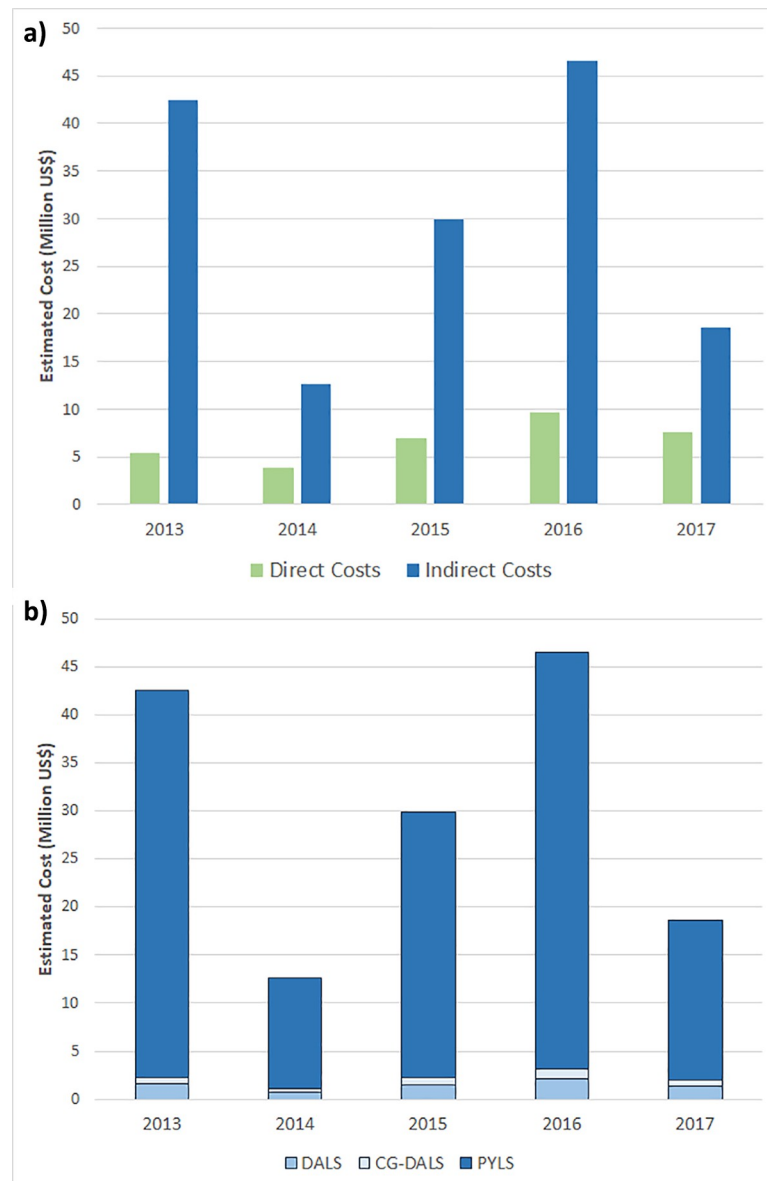 a)
Estimated Cost (Million US$)
50
45
40
35
30
25
20
15
10
5
0
2013 2014 2015 2016 2017
Direct Costs Indirect Costs
b)
Estimated Cost (Million US$)
50
45
40
35
30
25
20
15
10
5
0
2013 2014 2015 2016 2017
DALS CG-DALS PYLS